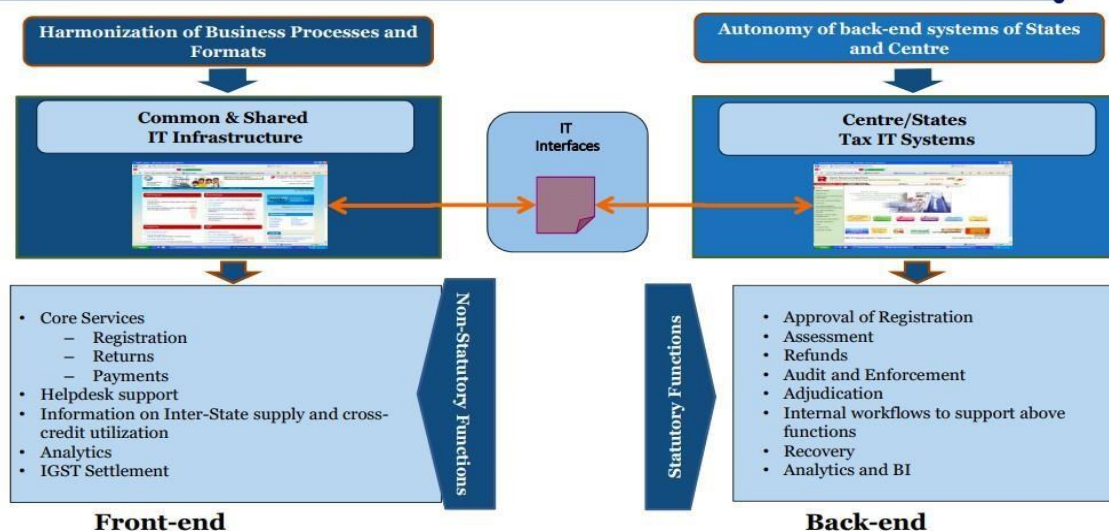 Harmonization of Business Processes and
Formats
Autonomy of back-end systems of States
and Centre
Common & Shared
IT Infrastructure
IT
Interfaces
Centre/States
Tax IT Systems
• Core Services
– Registration
– Returns
– Payments
• Helpdesk support
• Information on Inter-State supply and cross-
credit utilization
• Analytics
• IGST Settlement
Non-Statutory Functions
Statutory Functions
• Approval of Registration
• Assessment
• Refunds
• Audit and Enforcement
• Adjudication
• Internal workflows to support above
functions
• Recovery
• Analytics and BI
Front-end
Back-end